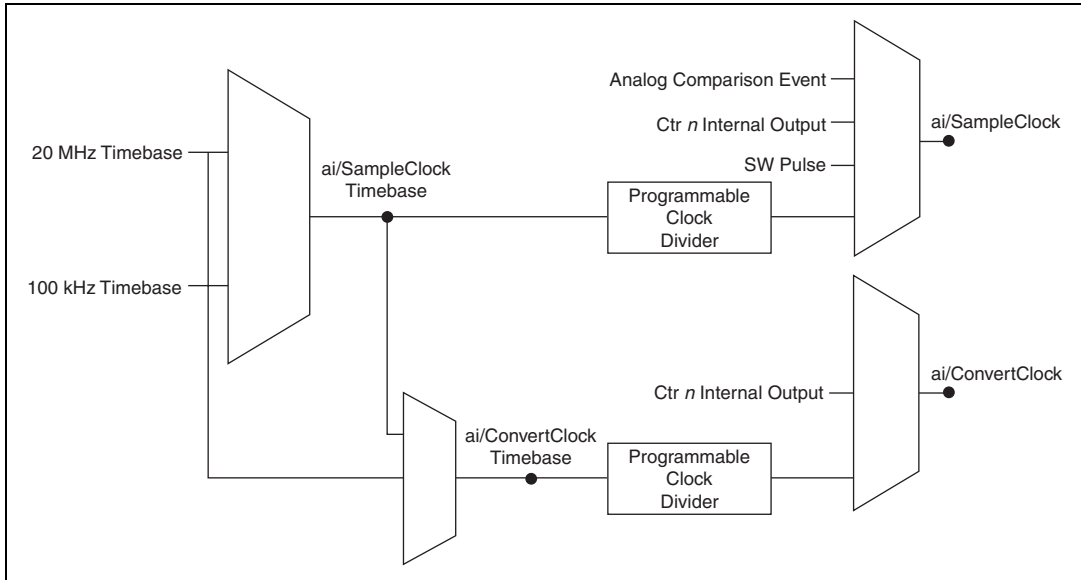 Analog Comparison Event
Ctr n Internal Output
SW Pulse
ai/SampleClock
20 MHz Timebase
ai/SampleClock
Timebase
Programmable
Clock
Divider
100 kHz Timebase
ai/ConvertClock
Ctr n Internal Output
ai/ConvertClock
Timebase
Programmable
Clock
Divider